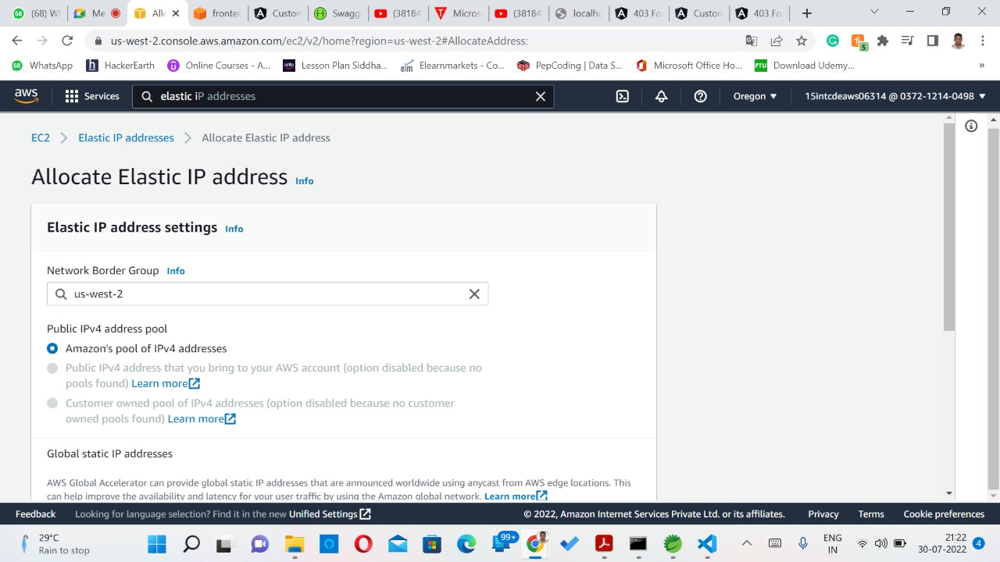 (68) W
Me
All
fronter
Custon
Swagg
(38184
Micros
(38184
localho
403 Fo
Custon
403 Fo
us-west-2.console.aws.amazon.com/ec2/v2/home?region=us-west-2#AllocateAddress:
5
68 WhatsApp
h HackerEarth
Online Courses - A...
unlu Lesson Plan Siddha...
elm Elearnmarkets - Co...
PepCoding | Data S...
Microsoft Office Ho...
FTU Download Udemy...
»
aws
Services
elastic iP addresses
Oregon
15intcdeaws06314 @ 0372-1214-0498
EC2
Elastic IP addresses
Allocate Elastic IP address
Allocate Elastic IP address Info
Elastic IP address settings Info
Network Border Group Info
us-west-2
Public IPv4 address pool
Amazon's pool of IPv4 addresses
Public IPv4 address that you bring to your AWS account (option disabled because no
pools found) Learn more
Customer owned pool of IPv4 addresses (option disabled because no customer
owned pools found) Learn more
Global static IP addresses
AWS Global Accelerator can provide global static IP addresses that are announced worldwide using anycast from AWS edge locations. This
can help improve the availability and latency for your user traffic by using the Amazon global network. Learn more
Feedback
Looking for language selection? Find it in the new Unified Settings
© 2022, Amazon Internet Services Private Ltd. or its affiliates.
Privacy
Terms
Cookie preferences
29°C
Rain to stop
99+
ENG
IN
21:22
30-07-2022
4